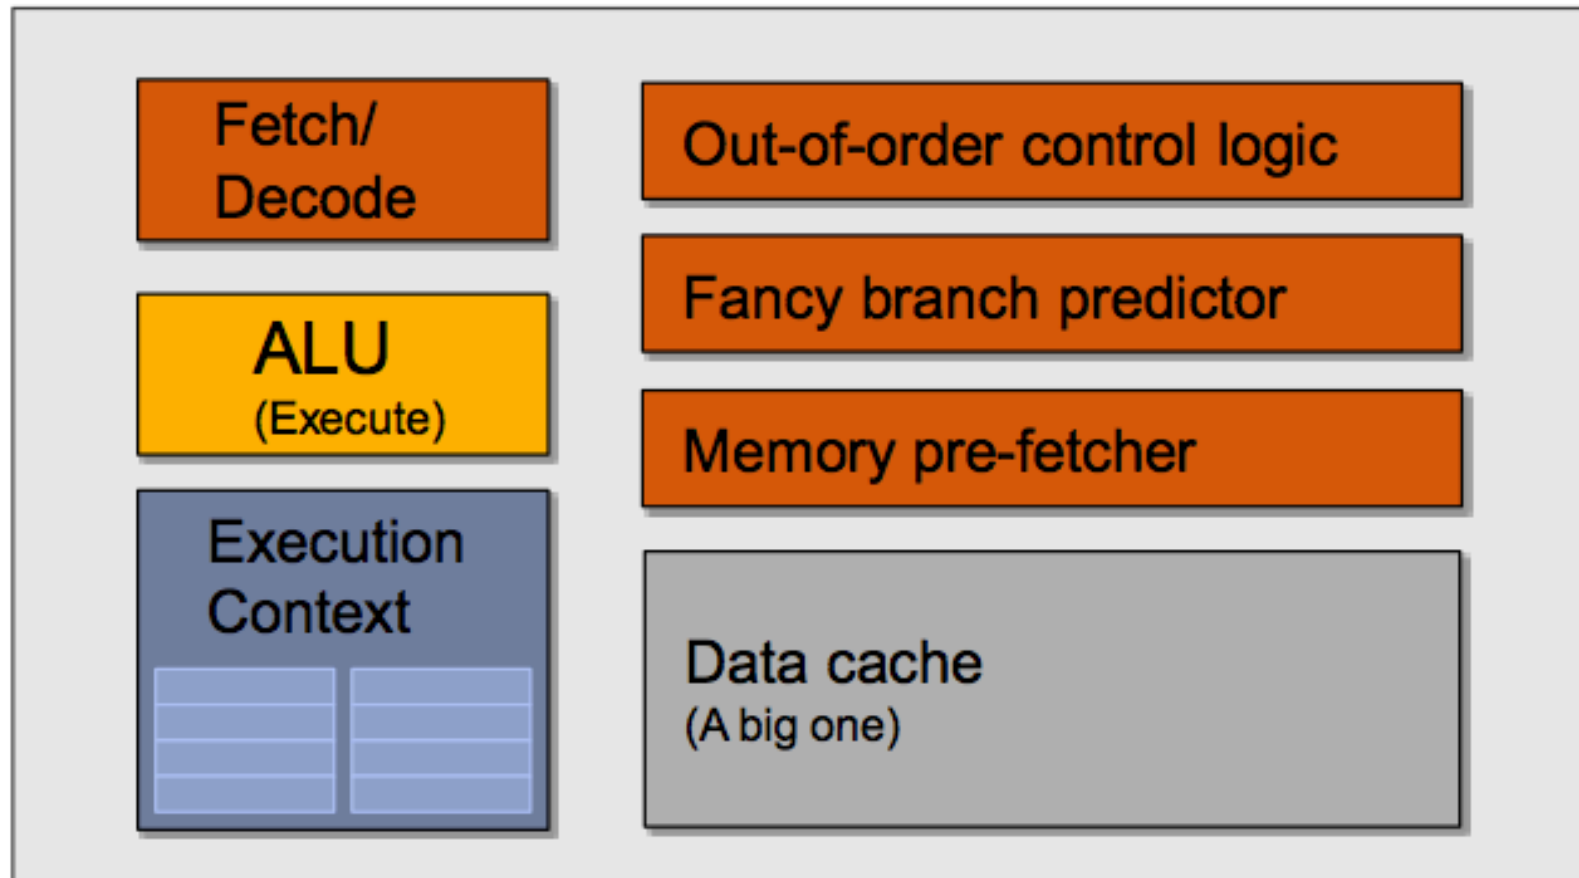 Fetch/
Decode
ALU
(Execute)
Execution
Context
Out-of-order control logic
Fancy branch predictor
Memory pre-fetcher
Data cache
(A big one)